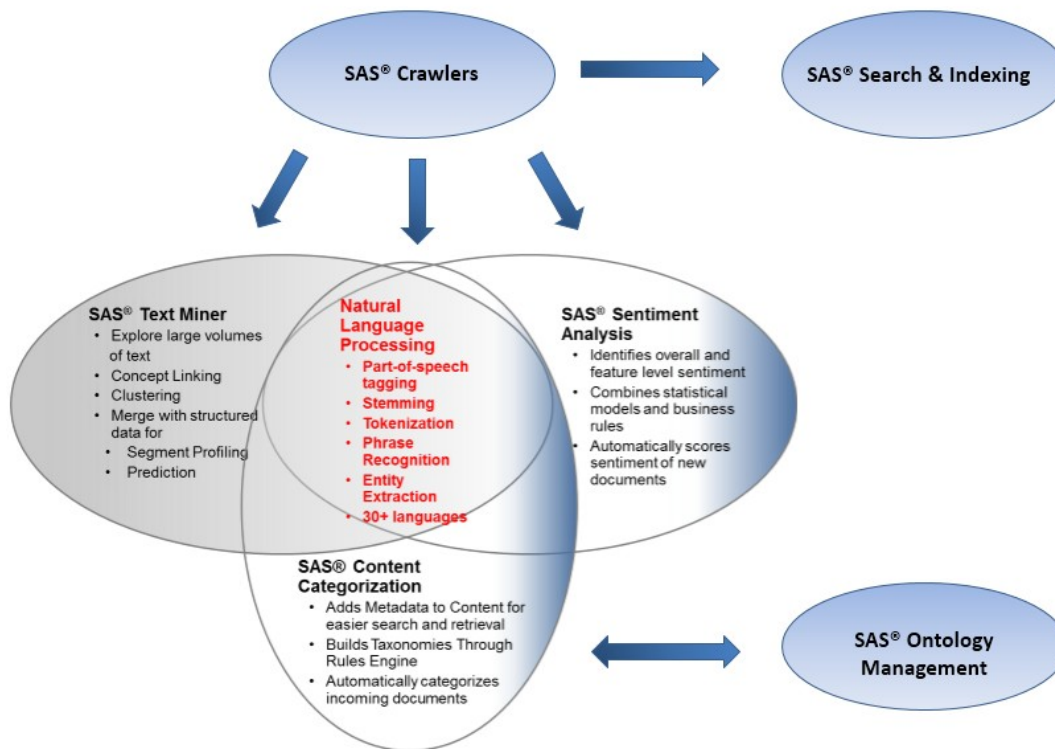 SAS® Crawlers
SAS® Search & Indexing
SAS® Text Miner
• Explore large volumes
of text
• Concept Linking
• Clustering
• Merge with structured
data for
• Segment Profiling
• Prediction
Natural
Language
Processing
• Part-of-speech
tagging
• Stemming
• Tokenization
• Phrase
Recognition
• Entity
Extraction
• 30+ languages
SAS® Sentiment
Analysis
• Identifies overall and
feature level sentiment
• Combines statistical
models and business
rules
• Automatically scores
sentiment of new
documents
SAS® Content
Categorization
• Adds Metadata to Content for
easier search and retrieval
• Builds Taxonomies Through
Rules Engine
• Automatically categorizes
incoming documents
SAS® Ontology
Management